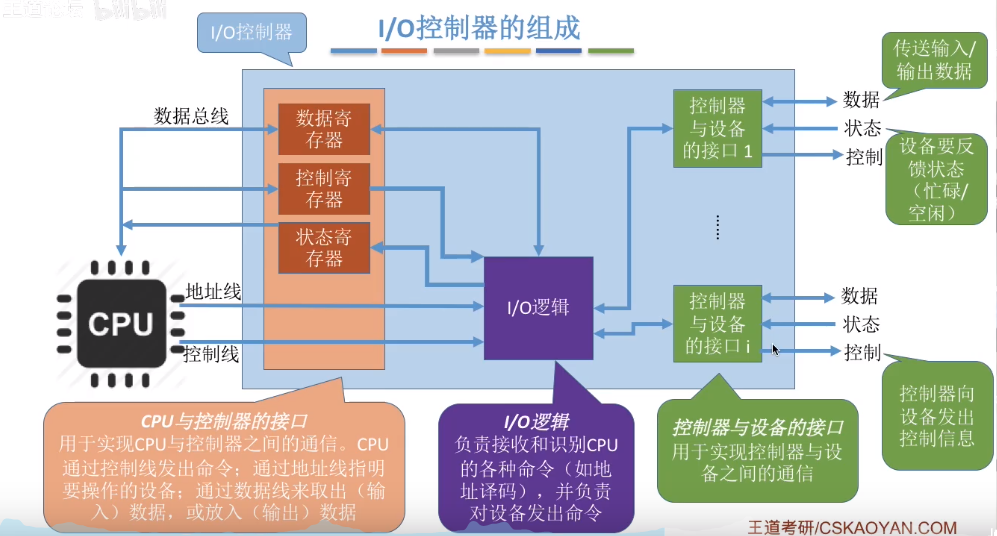 I/O控制器的组成
I/O控制器
数据总线
数据寄
存器
控制寄
存器
状态寄
存器
地址线
控制线
CPU
I/O逻辑
控制器
与设备
的接口 1
数据
状态
控制
传送输入/
输出数据
设备要反
馈状态
（忙碌/
空闲）
……
控制器
与设备
的接口 i
数据
状态
控制
控制器向
设备发出
控制信息
CPU与控制器的接口
用于实现CPU与控制器之间的通信。CPU
通过控制线发出命令；通过地址线指明
要操作的设备；通过数据线来取出（输
入）数据，或放入（输出）数据
I/O逻辑
负责接收和识别CPU
的各种命令（如地
址译码），并负责
对设备发出命令
控制器与设备的接口
用于实现控制器与设
备之间的通信
王道考研/CSKAOYAN.COM